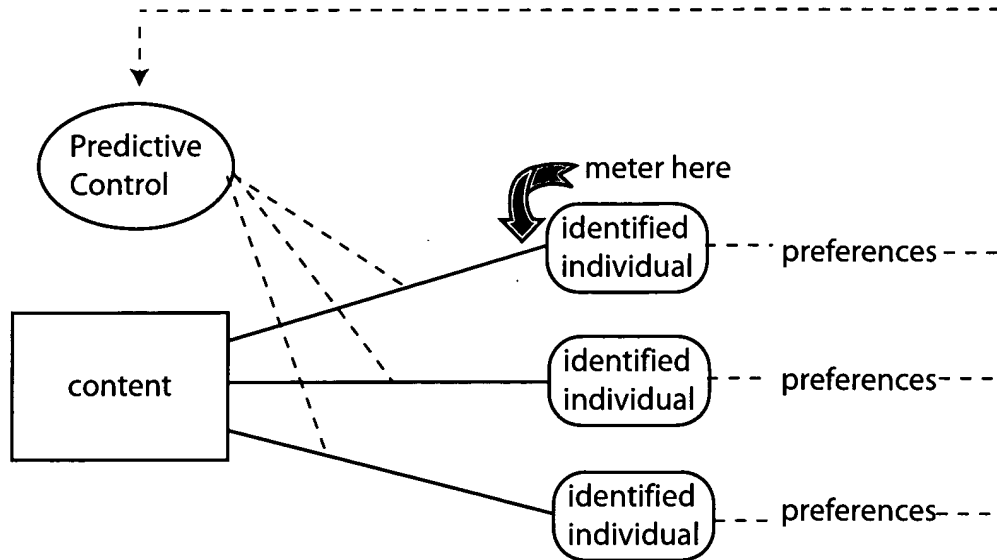 Predictive
Control
meter here
identified
individual
preferences
content
identified
individual
preferences
identified
individual
preferences